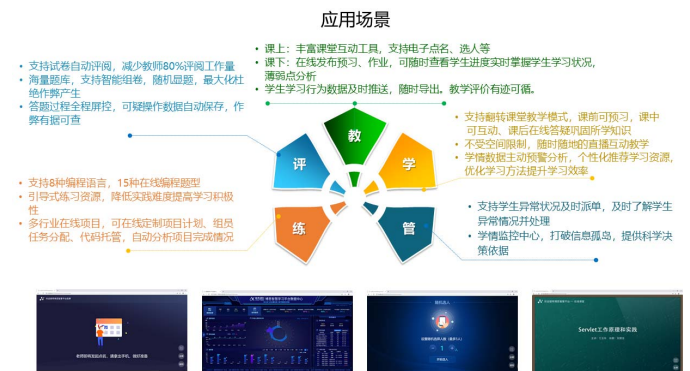 应用场景
• 支持试卷自动评阅，减少教师80%评阅工作量
• 海量题库，支持智能组卷，随机显题，最大化杜
绝作弊产生
• 答题过程全程屏控，可疑操作数据自动保存，作
弊有据可查
• 课上：丰富课堂互动工具，支持电子点名、选人等
• 课下：在线发布预习、作业，可随时查看学生进度实时掌握学生学习状况，
薄弱点分析
• 学生学习行为数据及时推送，随时导出。教学评价有迹可循。
• 支持翻转课堂教学模式，课前可预习，课中
可互动、课后在线答疑巩固所学知识
• 不受空间限制，随时随地的直播互动教学
• 学情数据主动预警分析，个性化推荐学习资源，
优化学习方法提升学习效率
教
评
学
练
管
• 支持8种编程语言，15种在线编程题型
• 引导式练习资源，降低实践难度提高学习积极
性
• 多行业在线项目，可在线定制项目计划、组员
任务分配、代码托管，自动分析项目完成情况
• 支持学生异常状况及时派单，及时了解学生
异常情况并处理
• 学情监控中心，打破信息孤岛，提供科学决
策依据
随机选人
Servlet工作原理和实践